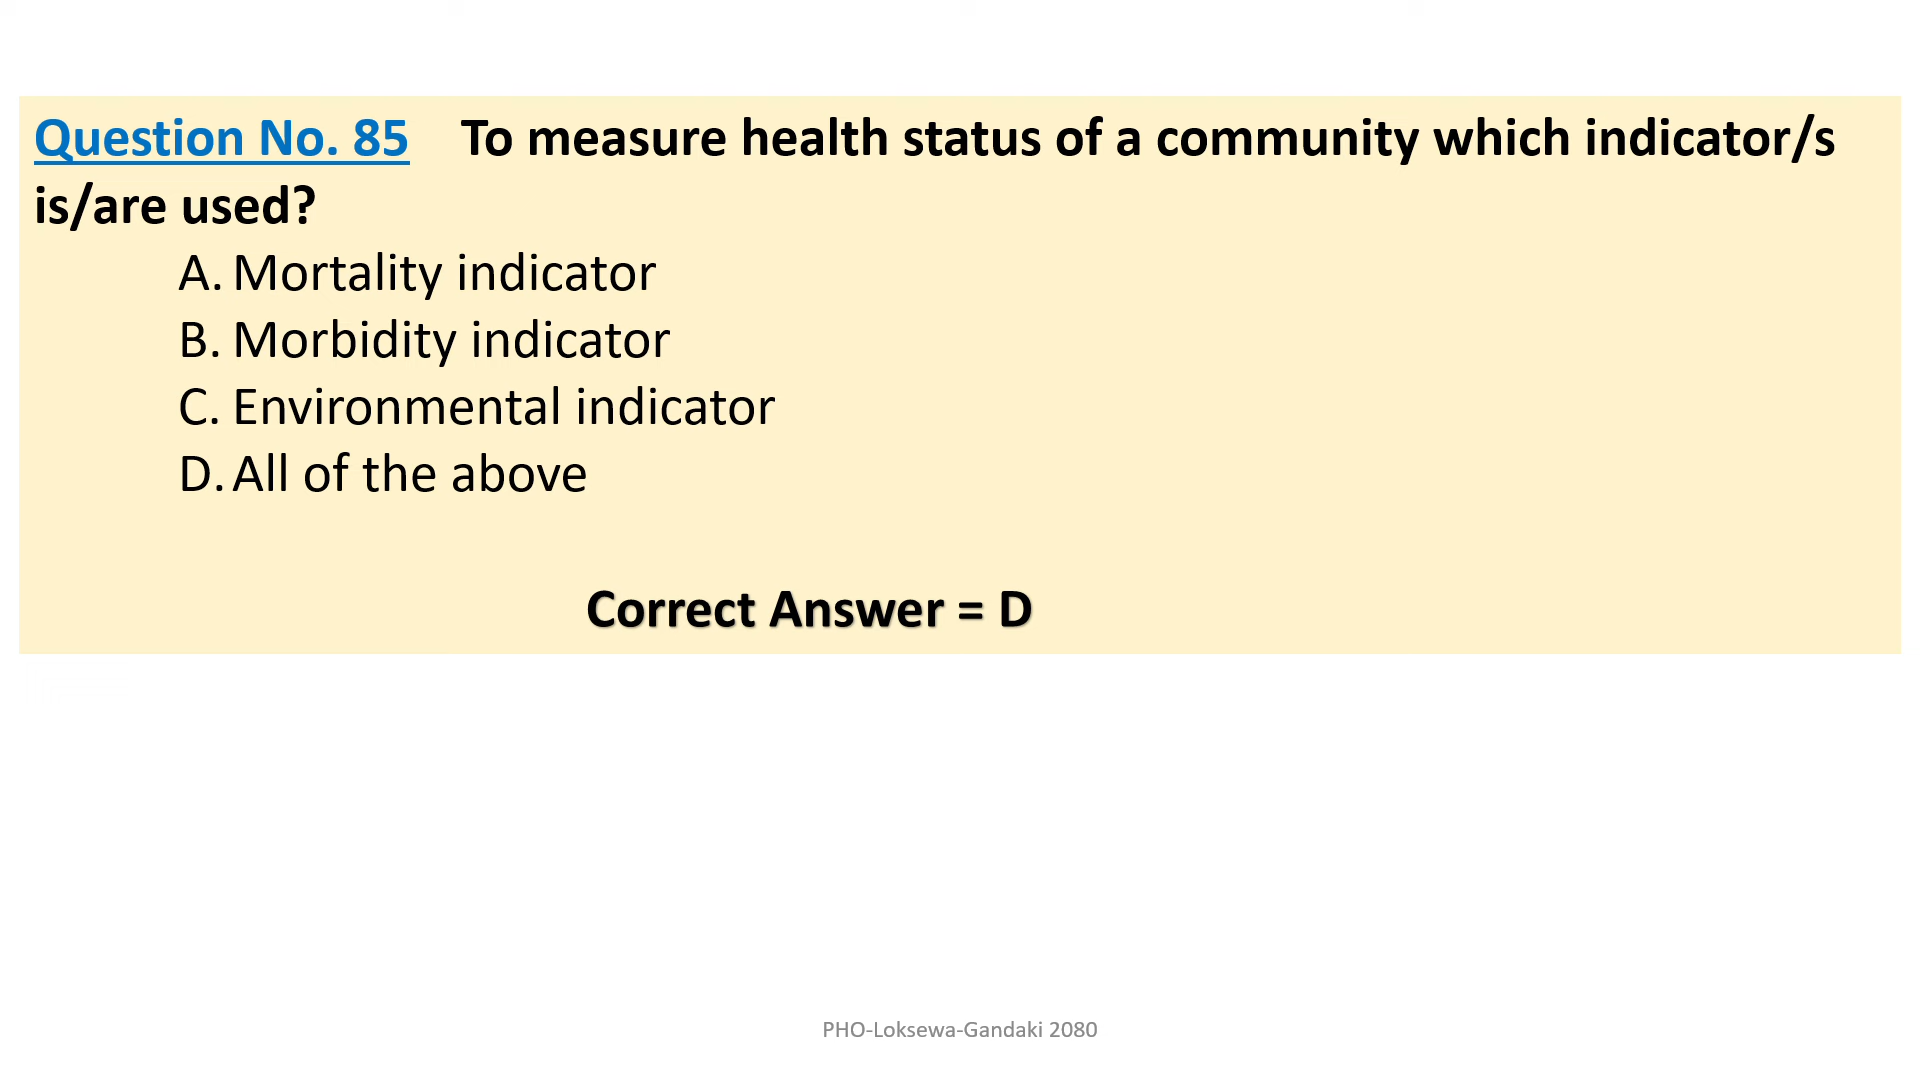 Question No. 85 To measure health status of a community which indicator/s
is/are used?
A. Mortality indicator
B. Morbidity indicator
C. Environmental indicator
D. All of the above
Correct Answer = D
PHO-Loksewa-Gandaki 2080